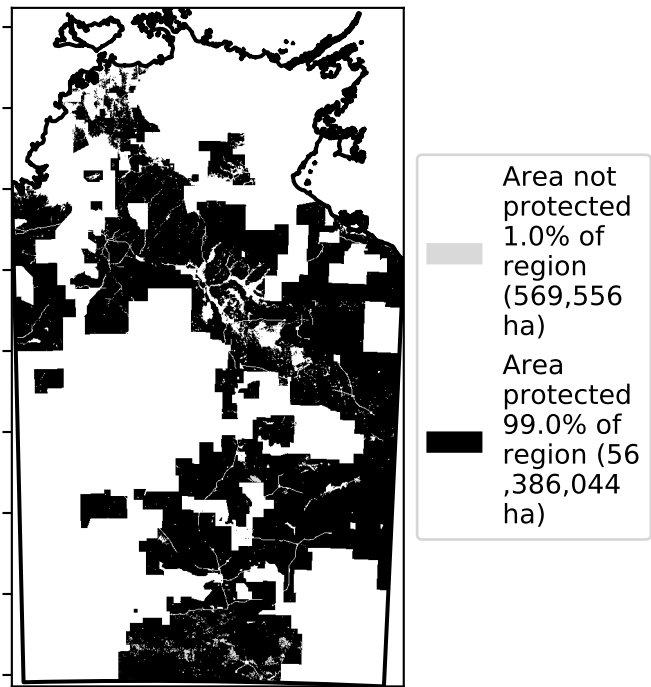 Area not
protected
1.0% of
region
(569,556
ha)
Area
protected
99.0% of
region (56
,386,044
ha)